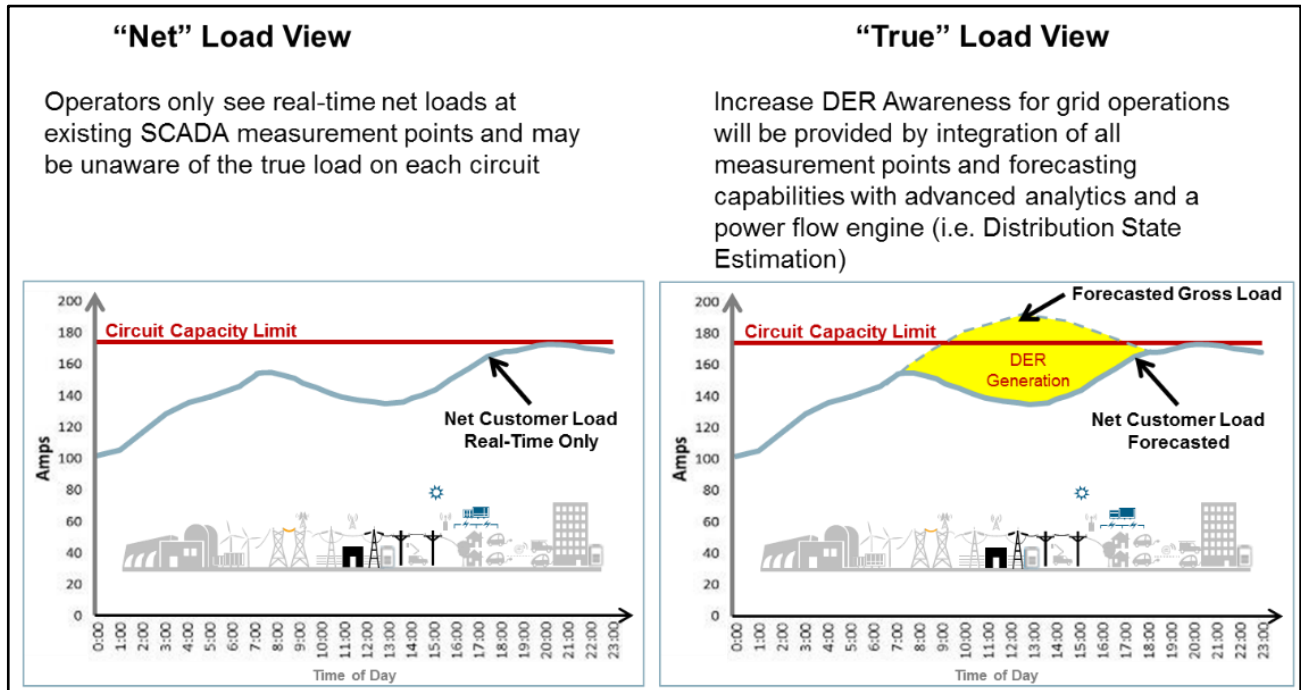 “Net” Load View
Operators only see real-time net loads at
existing SCADA measurement points and may
be unaware of the true load on each circuit
200
180
160
140
120
100
80
60
40
20
0
Amps
Circuit Capacity Limit
Net Customer Load
Real-Time Only
0:00
1:00
2:00
3:00
4:00
5:00
6:00
7:00
8:00
9:00
10:00
11:00
12:00
13:00
14:00
15:00
16:00
17:00
18:00
19:00
20:00
21:00
22:00
23:00
Time of Day
“True” Load View
Increase DER Awareness for grid operations
will be provided by integration of all
measurement points and forecasting
capabilities with advanced analytics and a
power flow engine (i.e. Distribution State
Estimation)
200
180
160
140
120
100
80
60
40
20
0
Amps
Forecasted Gross Load
Circuit Capacity Limit
DER
Generation
Net Customer Load
Forecasted
0:00
1:00
2:00
3:00
4:00
5:00
6:00
7:00
8:00
9:00
10:00
11:00
12:00
13:00
14:00
15:00
16:00
17:00
18:00
19:00
20:00
21:00
22:00
23:00
Time of Day